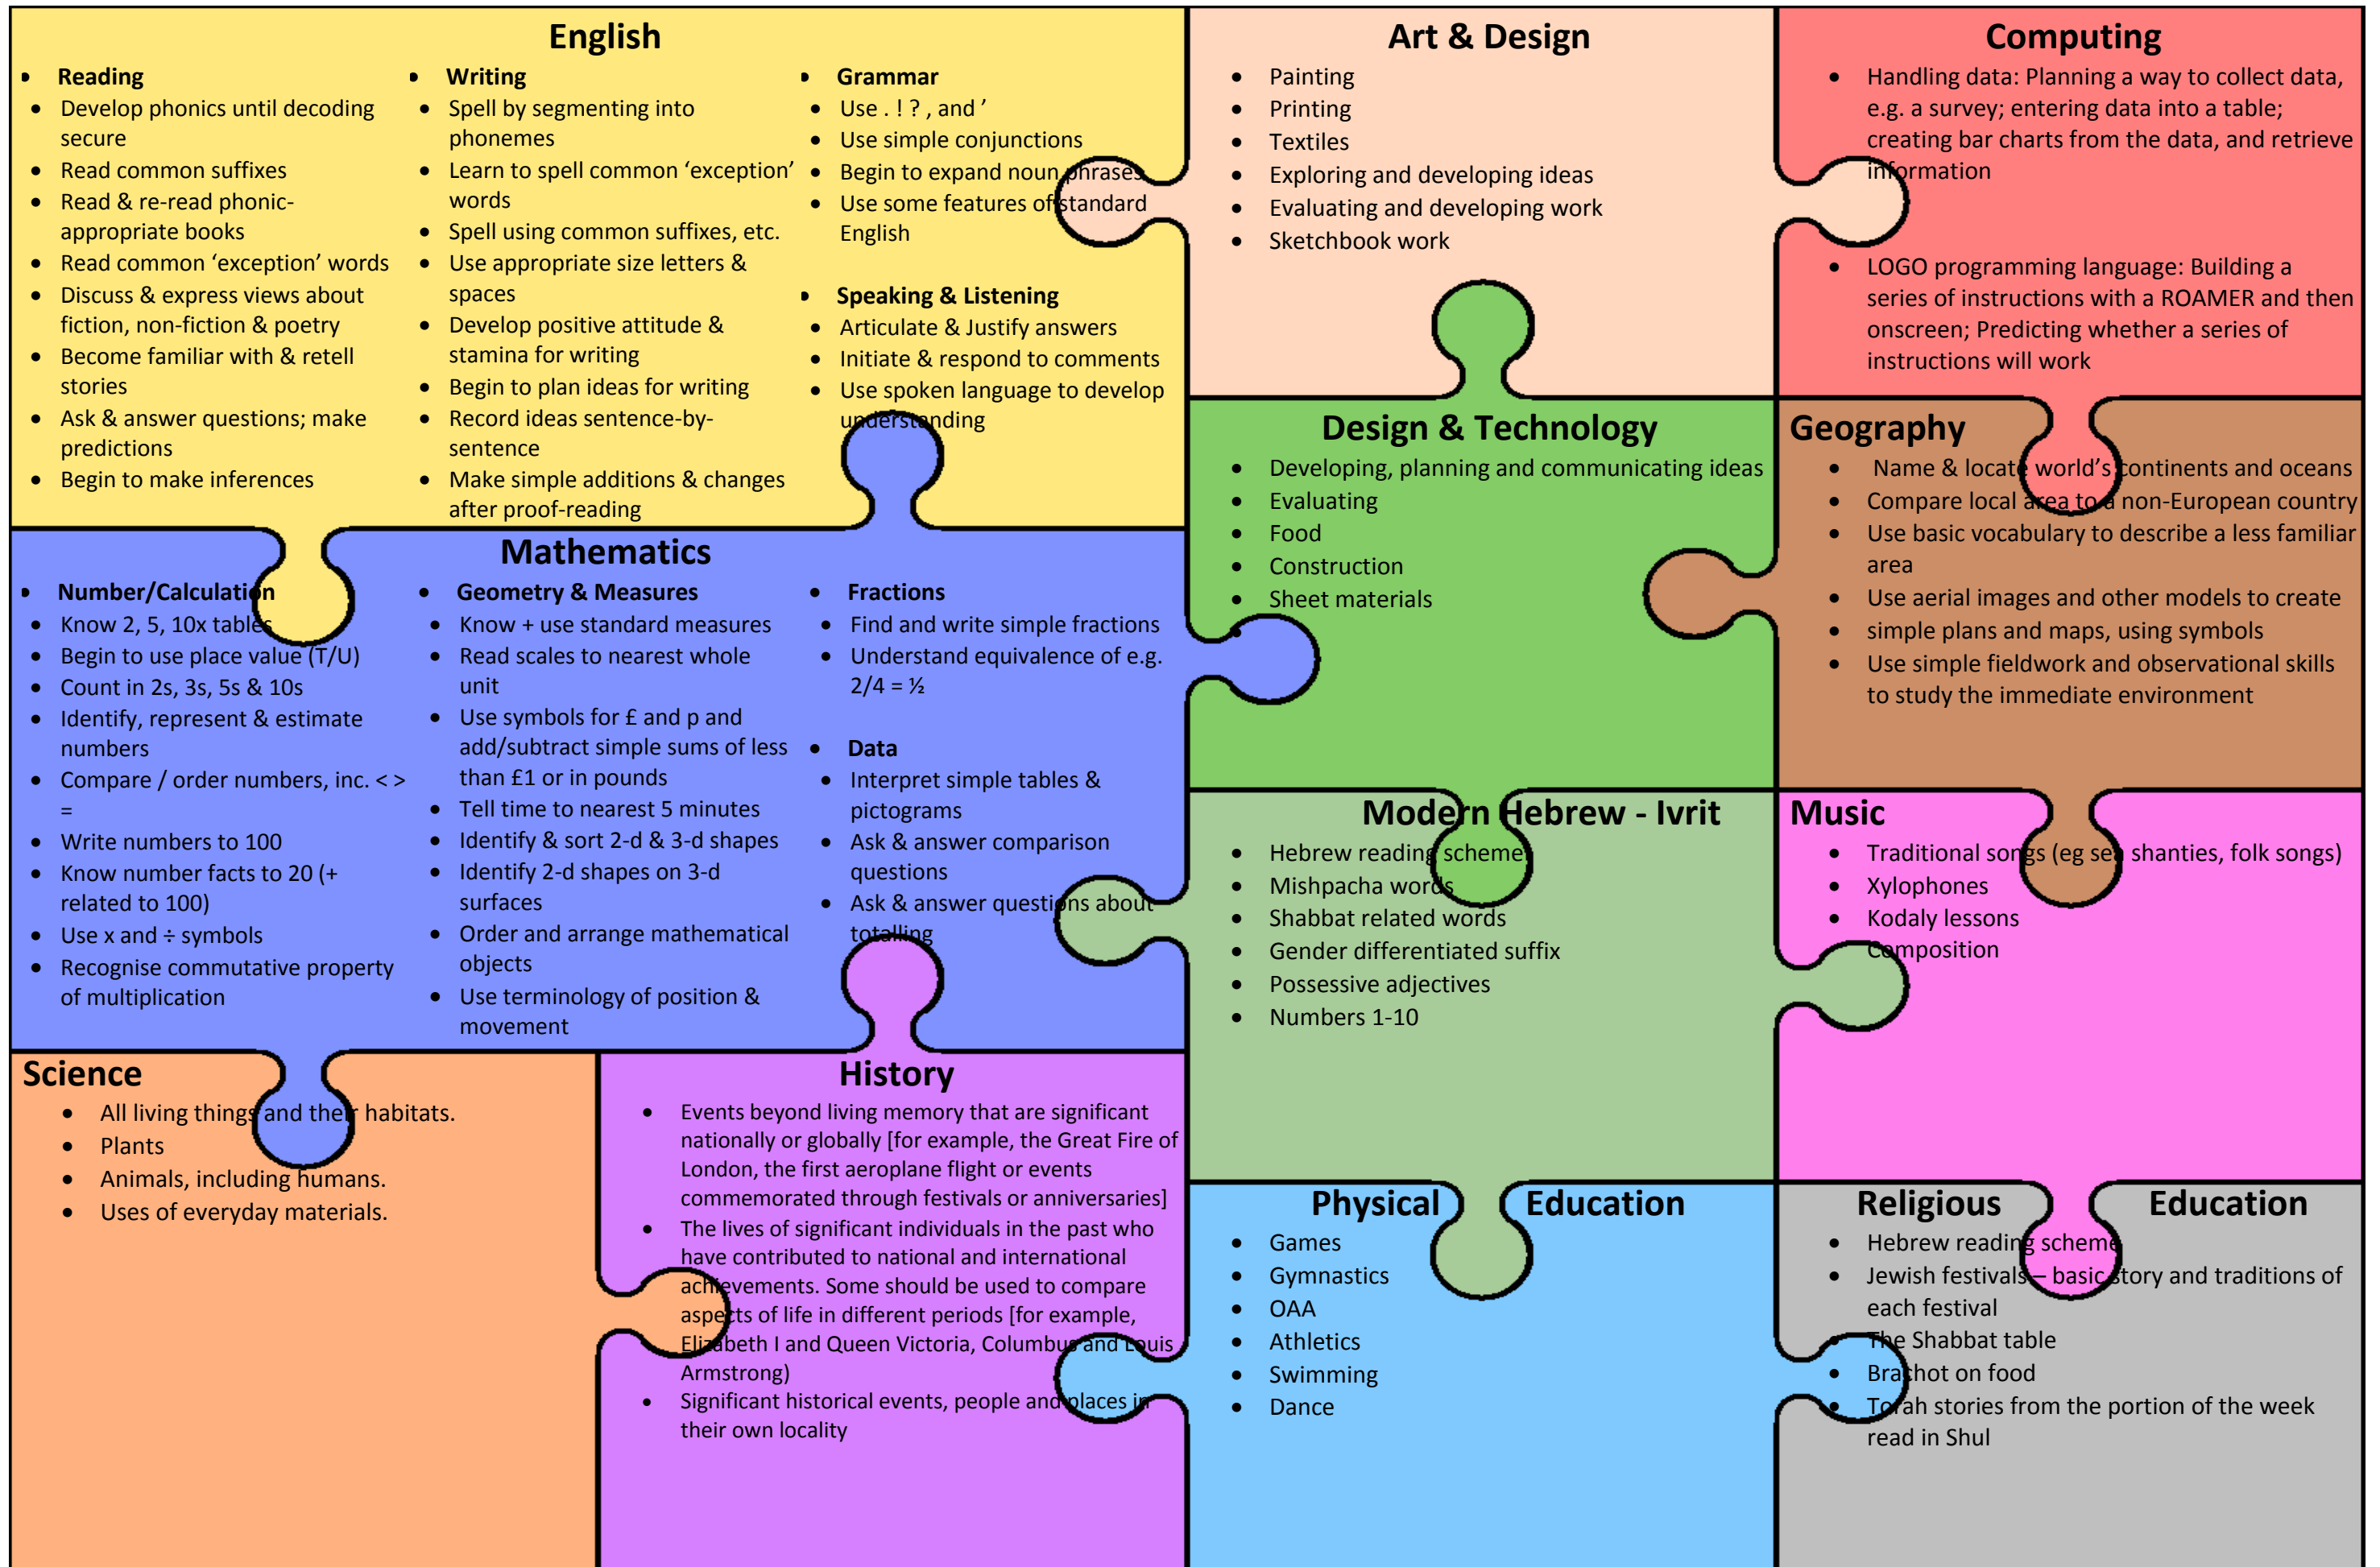 English
Reading
Develop phonics until decoding
secure
Read common suffixes
Read & re-read phonic-
appropriate books
Read common ‘exception’ words
Discuss & express views about
fiction, non-fiction & poetry
Become familiar with & retell
stories
Ask & answer questions; make
predictions
Begin to make inferences
Writing
Spell by segmenting into
phonemes
Learn to spell common ‘exception’
words
Spell using common suffixes, etc.
Use appropriate size letters &
spaces
Develop positive attitude &
stamina for writing
Begin to plan ideas for writing
Record ideas sentence-by-
sentence
Make simple additions & changes
after proof-reading
Grammar
Use . ! ? , and ’
Use simple conjunctions
Begin to expand noun phrases
Use some features of standard
English
Speaking & Listening
Articulate & Justify answers
Initiate & respond to comments
Use spoken language to develop
understanding
Art & Design
Painting
Printing
Textiles
Exploring and developing ideas
Evaluating and developing work
Sketchbook work
Computing
Handling data: Planning a way to collect data,
e.g. a survey; entering data into a table;
creating bar charts from the data, and retrieve
information
LOGO programming language: Building a
series of instructions with a ROAMER and then
onscreen; Predicting whether a series of
instructions will work
Design & Technology
Developing, planning and communicating ideas
Evaluating
Food
Construction
Sheet materials
Geography
Name & locate world’s continents and oceans
Compare local area to a non-European country
Use basic vocabulary to describe a less familiar
area
Use aerial images and other models to create
simple plans and maps, using symbols
Use simple fieldwork and observational skills
to study the immediate environment
Mathematics
Number/Calculation
Know 2, 5, 10x tables
Begin to use place value (T/U)
Count in 2s, 3s, 5s & 10s
Identify, represent & estimate
numbers
Compare / order numbers, inc. < >
=
Write numbers to 100
Know number facts to 20 (+
related to 100)
Use x and ÷ symbols
Recognise commutative property
of multiplication
Geometry & Measures
Know + use standard measures
Read scales to nearest whole
unit
Use symbols for £ and p and
add/subtract simple sums of less
than £1 or in pounds
Tell time to nearest 5 minutes
Identify & sort 2-d & 3-d shapes
Identify 2-d shapes on 3-d
surfaces
Order and arrange mathematical
objects
Use terminology of position &
movement
Fractions
Find and write simple fractions
Understand equivalence of e.g.
2/4 = ½
Data
Interpret simple tables &
pictograms
Ask & answer comparison
questions
Ask & answer questions about
totalling
Modern Hebrew - Ivrit
Hebrew reading scheme
Mishpacha words
Shabbat related words
Gender differentiated suffix
Possessive adjectives
Numbers 1-10
Music
Traditional songs (eg sea shanties, folk songs)
Xylophones
Kodaly lessons
Composition
Science
All living things and their habitats.
Plants
Animals, including humans.
Uses of everyday materials.
History
Events beyond living memory that are significant
nationally or globally [for example, the Great Fire of
London, the first aeroplane flight or events
commemorated through festivals or anniversaries]
The lives of significant individuals in the past who
have contributed to national and international
achievements. Some should be used to compare
aspects of life in different periods [for example,
Elizabeth I and Queen Victoria, Columbus and Louis
Armstrong)
Significant historical events, people and places in
their own locality
Physical Education
Games
Gymnastics
OAA
Athletics
Swimming
Dance
Religious Education
Hebrew reading scheme
Jewish festivals – basic story and traditions of
each festival
The Shabbat table
Brachot on food
Torah stories from the portion of the week
read in Shul